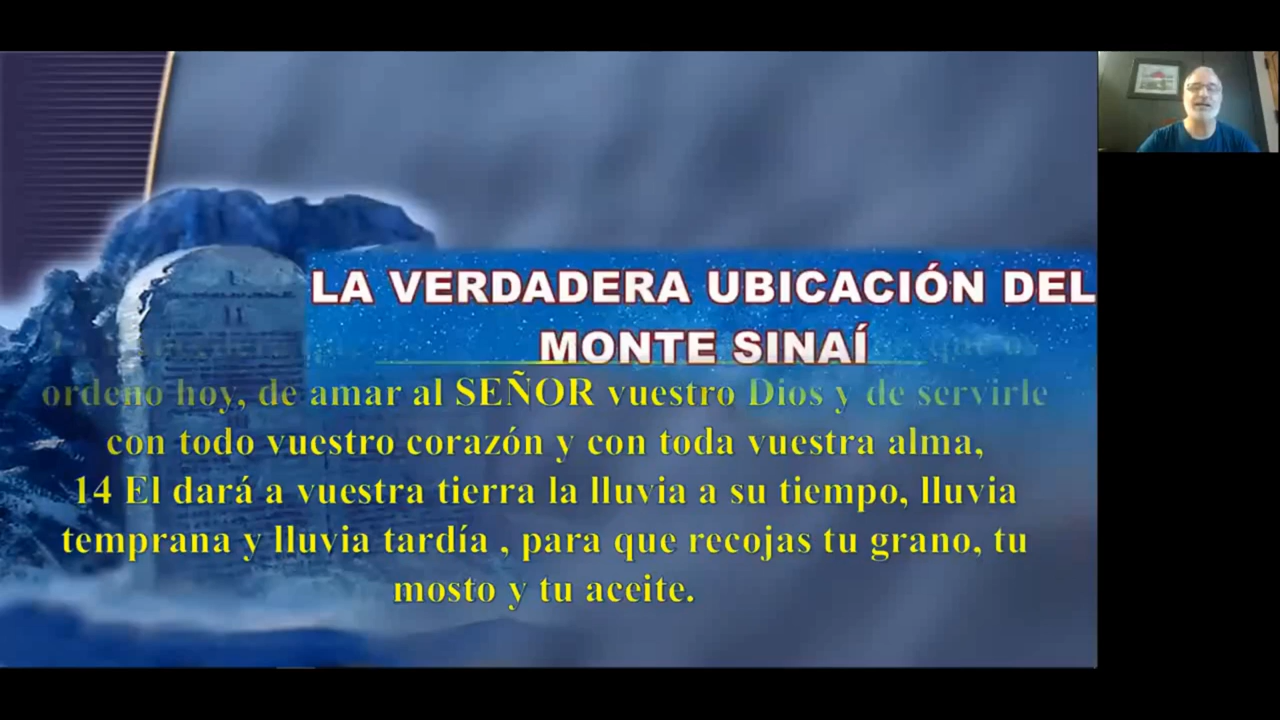 LA VERDADERA UBICACIÓN DEL
MONTE SINAÍ
ordeno hoy, de amar al SEÑOR vuestro Dios y de servirle
con todo vuestro corazón y con toda vuestra alma,
14 El dará a vuestra tierra la lluvia a su tiempo, lluvia
temprana y lluvia tardía , para que recojas tu grano, tu
mosto y tu aceite.